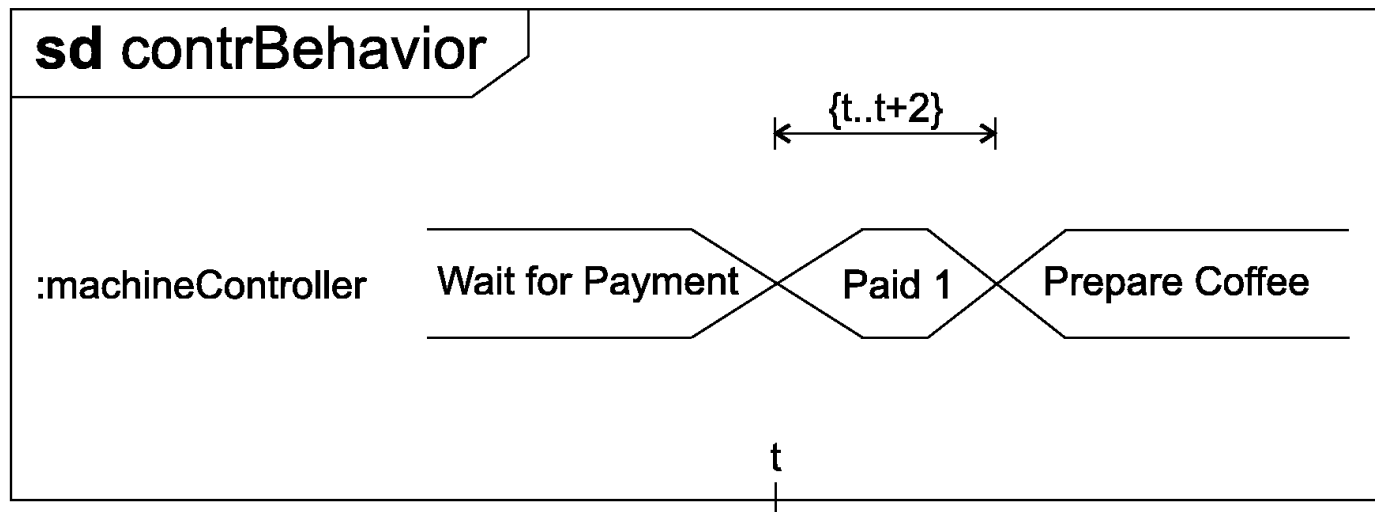 sd contrBehavior
{t..t+2}
:machineController Wait for Payment Paid 1 Prepare Coffee
t